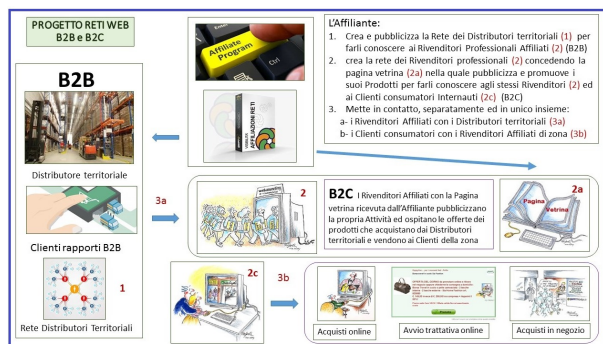 PROGETTO RETI WEB
B2B e B2C
Affiliate
Program
Ctrl
AFFILIAZIONI RETI
L'Affiliante:
1. Crea e pubblicizza la Rete dei Distributori territoriali (1) per
farli conoscere ai Rivenditori Professionali Affiliati (2) (B2B)
2. crea la rete dei Rivenditori professionali (2) concedendo la
pagina vetrina (2a) nella quale pubblicizza e promuove i
suoi Prodotti per farli conoscere agli stessi Rivenditori (2) ed
ai Clienti consumatori Internauti (2c) (B2C)
3. Mette in contatto, separatamente ed in unico insieme:
a- i Rivenditori Affiliati con i Distributori territoriali (3a)
b- i Clienti consumatori con i Rivenditori Affiliati di zona (3b)
B2B
Distributore territoriale
Clienti rapporti B2B
1
Rete Distributori Territoriali
3a
2
B2C I Rivenditori Affiliati con la Pagina
vetrina ricevuta dall'Affiliante pubblicizzano
la propria Attività ed ospitano le offerte dei
prodotti che acquistano dai Distributori
territoriali e vendono ai Clienti della zona
2a
Pagina
Vetrina
2c
3b
Acquisti online
Avvio trattativa online
Acquisti in negozio